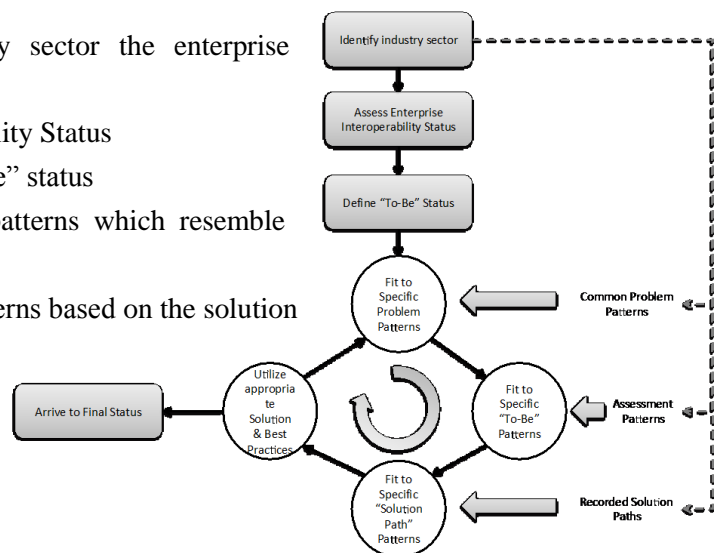 y sector the enterprise
lity Status
e” status
patterns which resemble
erns based on the solution
Identify industry sector
Assess Enterprise
Interoperability Status
Define “To-Be” Status
Fit to
Specific
Problem
Patterns
Common Problem
Patterns
Utilize
appropria
te
Solution
& Best
Practices
Fit to
Specific
“To-Be”
Patterns
Assessment
Patterns
Arrive to Final Status
Fit to
Specific
“Solution
Path”
Patterns
Recorded Solution
Paths